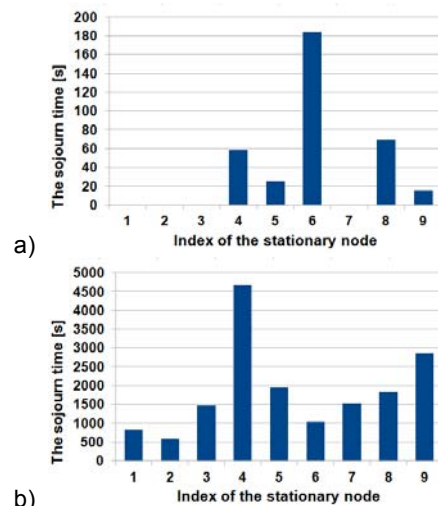 The sojourn time [s]
200
180
160
140
120
100
80
60
40
20
0
1 2 3 4 5 6 7 8 9
Index of the stationary node
a)
The sojourn time [s]
5000
4500
4000
3500
3000
2500
2000
1500
1000
500
0
1 2 3 4 5 6 7 8 9
Index of the stationary node
b)